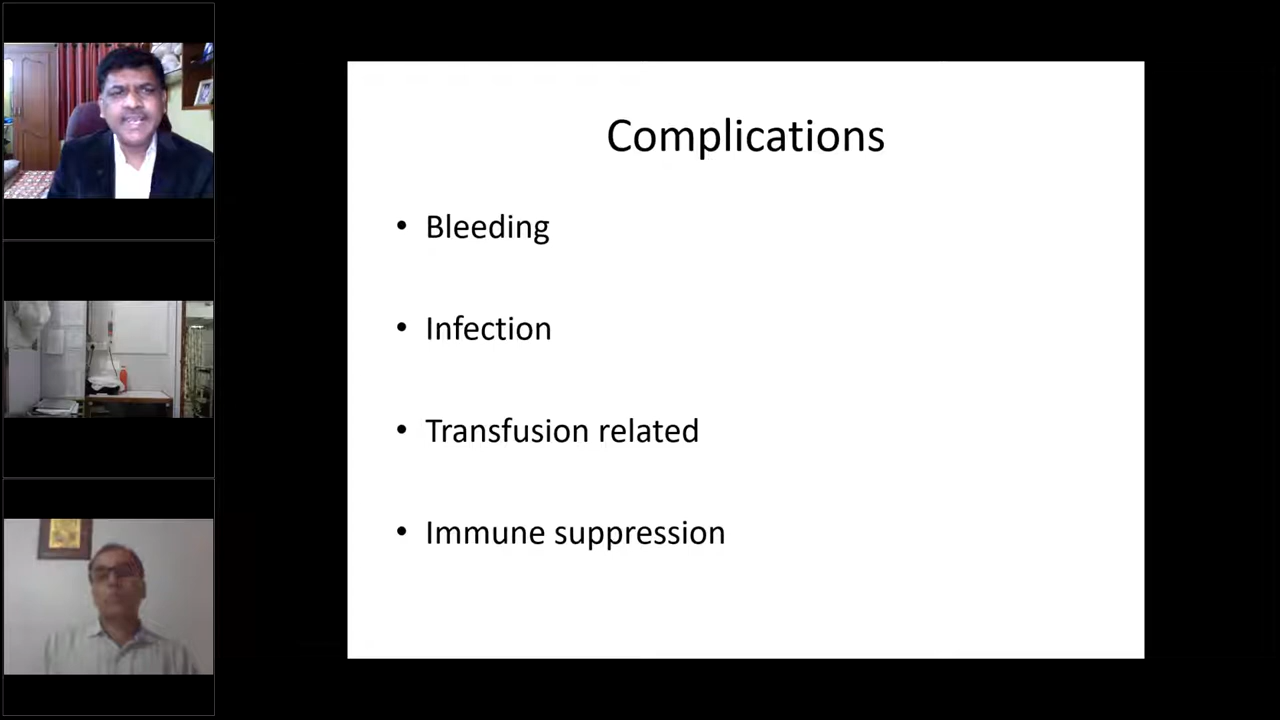 Complications
• Bleeding
• Infection
• Transfusion related
• Immune suppression